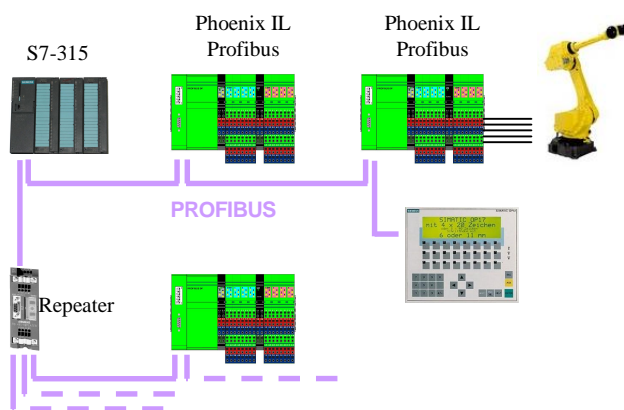 Phoenix IL
Profibus
Phoenix IL
Profibus
S7-315
PROFIBUS
SIMATIC OP17
mit 4 x 20 Zeichen
6 oder 11 mm
Repeater